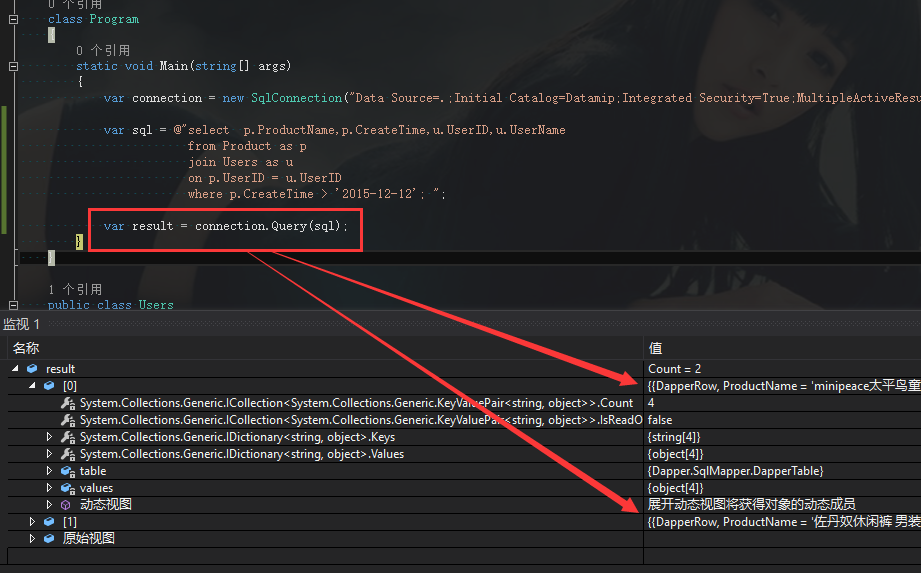 0 个引用
class Program
{
0 个引用
static void Main(string[] args)
{
var connection = new SqlConnection("Data Source=.;Initial Catalog=Datamip;Integrated Security=True;MultipleActiveResu
var sql = @"select  p.ProductName,p.CreateTime,u.UserID,u.UserName
from Product as p
join Users as u
on p.UserID = u.UserID
where p.CreateTime > '2015-12-12'; ";
var result = connection.Query(sql);
}
}
1 个引用
public class Users
监视 1
名称 值
result Count = 2
[0] {{DapperRow, ProductName = 'minipeace太平鸟童
System.Collections.Generic.ICollection<System.Collections.Generic.KeyValuePair<string, object>>.Count 4
System.Collections.Generic.ICollection<System.Collections.Generic.KeyValuePair<string, object>>.IsReadO false
System.Collections.Generic.IDictionary<string, object>.Keys {string[4]}
System.Collections.Generic.IDictionary<string, object>.Values {object[4]}
table {Dapper.SqlMapper.DapperTable}
values {object[4]}
动态视图 展开动态视图将获得对象的动态成员
[1] {{DapperRow, ProductName = '佐丹奴休闲裤 男装
原始视图